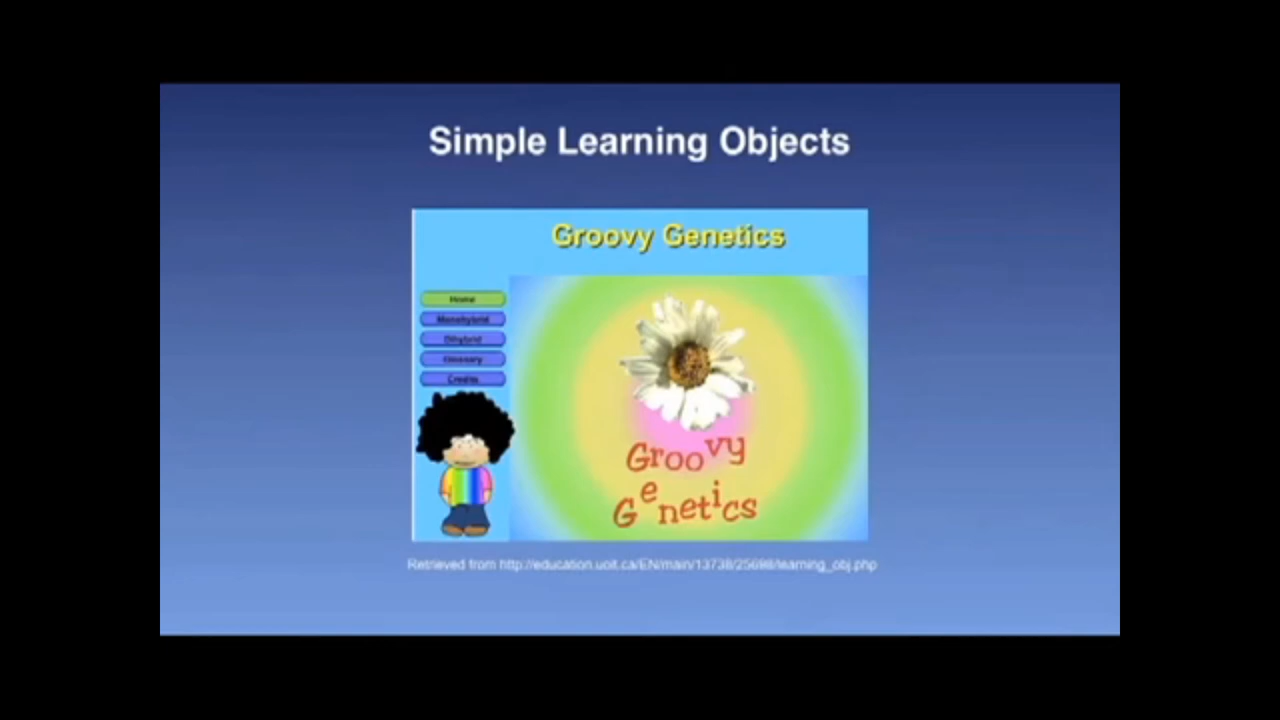 Simple Learning Objects
Groovy Genetics
Home
Monohybrid
Dihybrid
Glossary
Credits
Groovy
Genetics
Retrieved from http://education.uoit.ca/EN/main/13738/25698/learning_obj.php